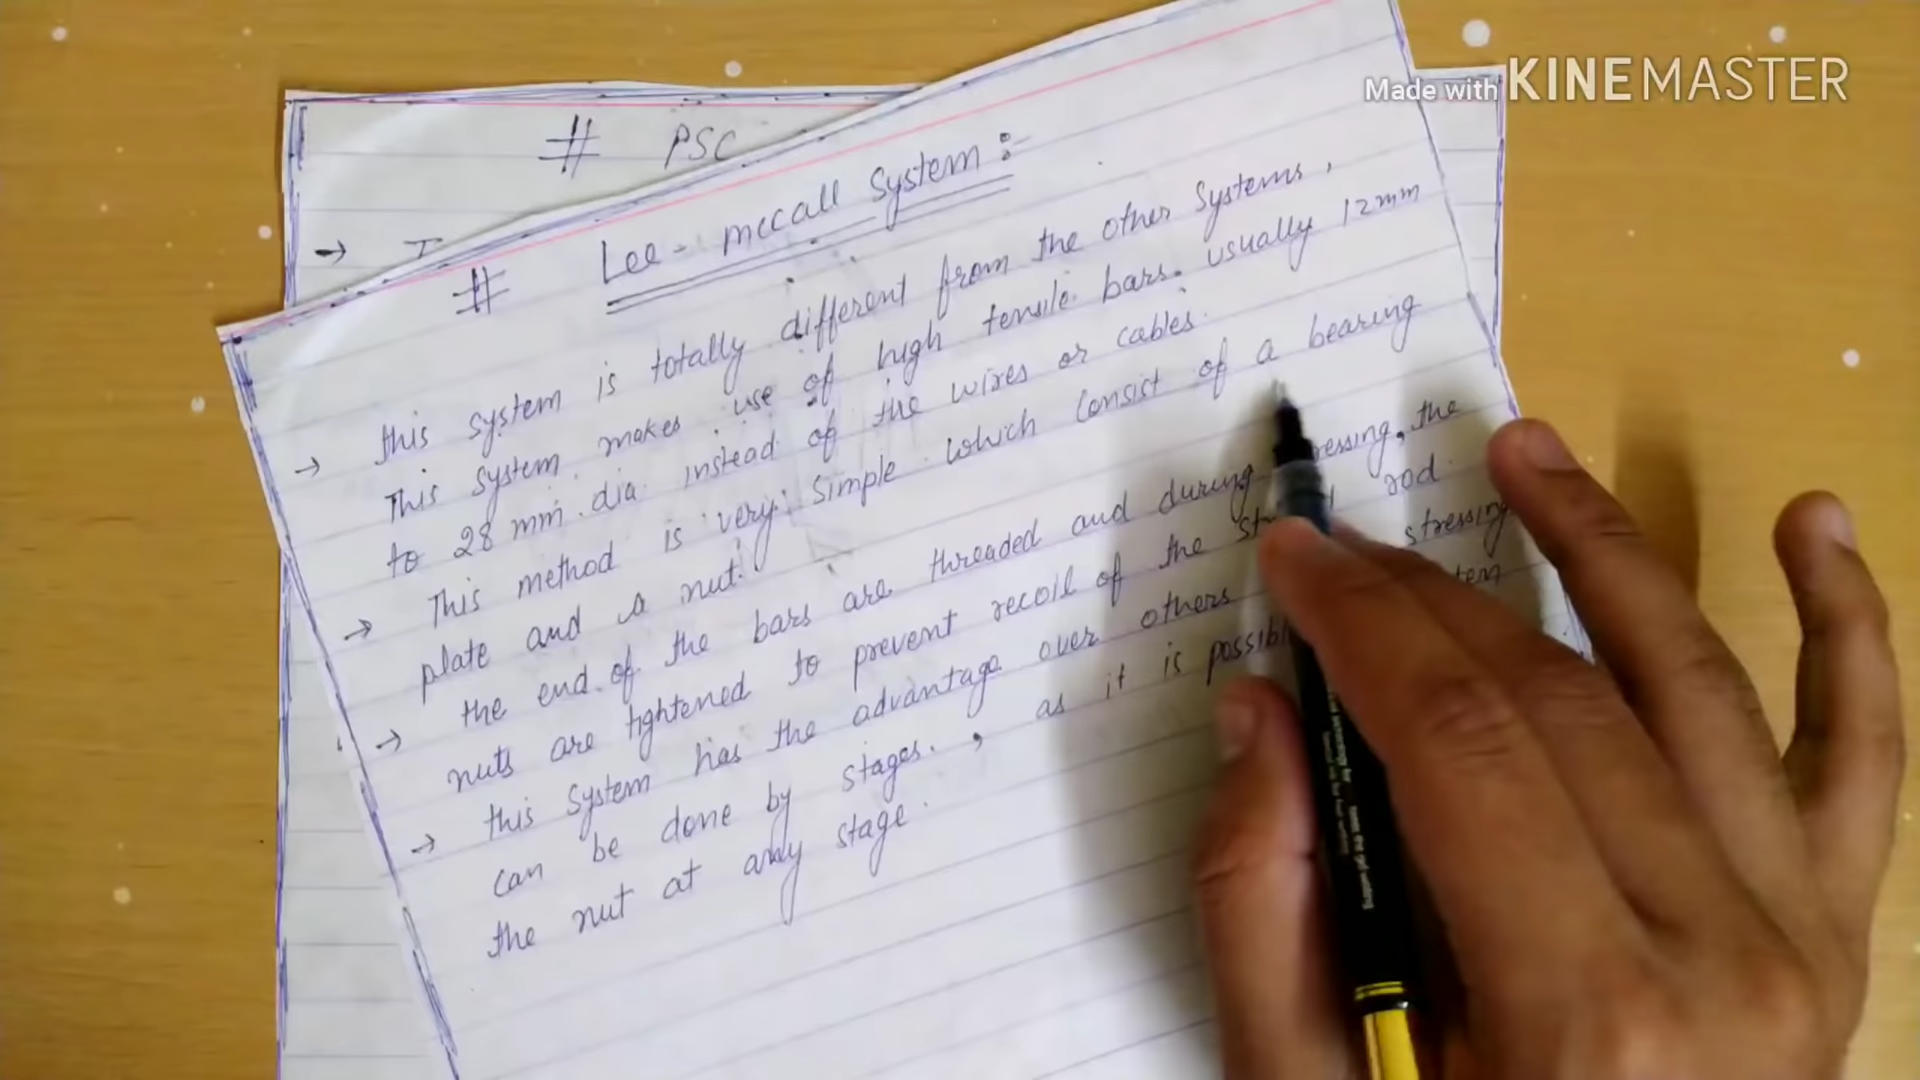 Made with KINEMASTER
# PSC
→
# Lee - mccall System :-
→ this system is totally different from the other systems,
This system makes use of high tensile bars. usually 12mm
to 28 mm dia instead of the wires or cables.
→ This method is very simple which consist of a bearing
plate and a nut.
→ the end of the bars are threaded and during the
nuts are tightened to prevent recoil of the rod.
→ this system has the advantage over others stressing
can be done by stages. , as it is
the nut at any stage.